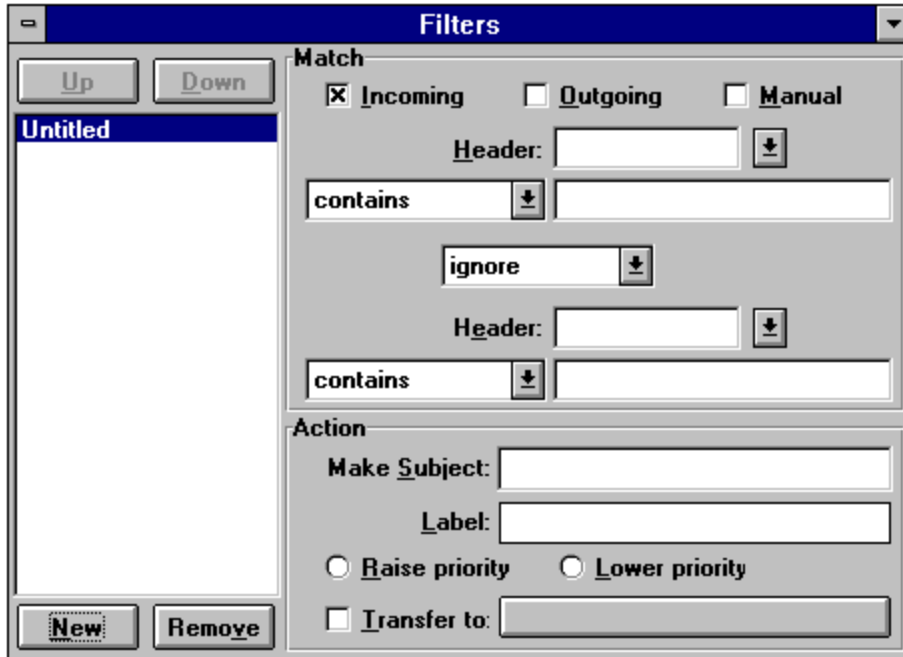 Filters
Up Down
Untitled
New Remove
Match
Incoming Outgoing Manual
Header:
contains
ignore
Header:
contains
Action
Make Subject:
Label:
Raise priority Lower priority
Transfer to: